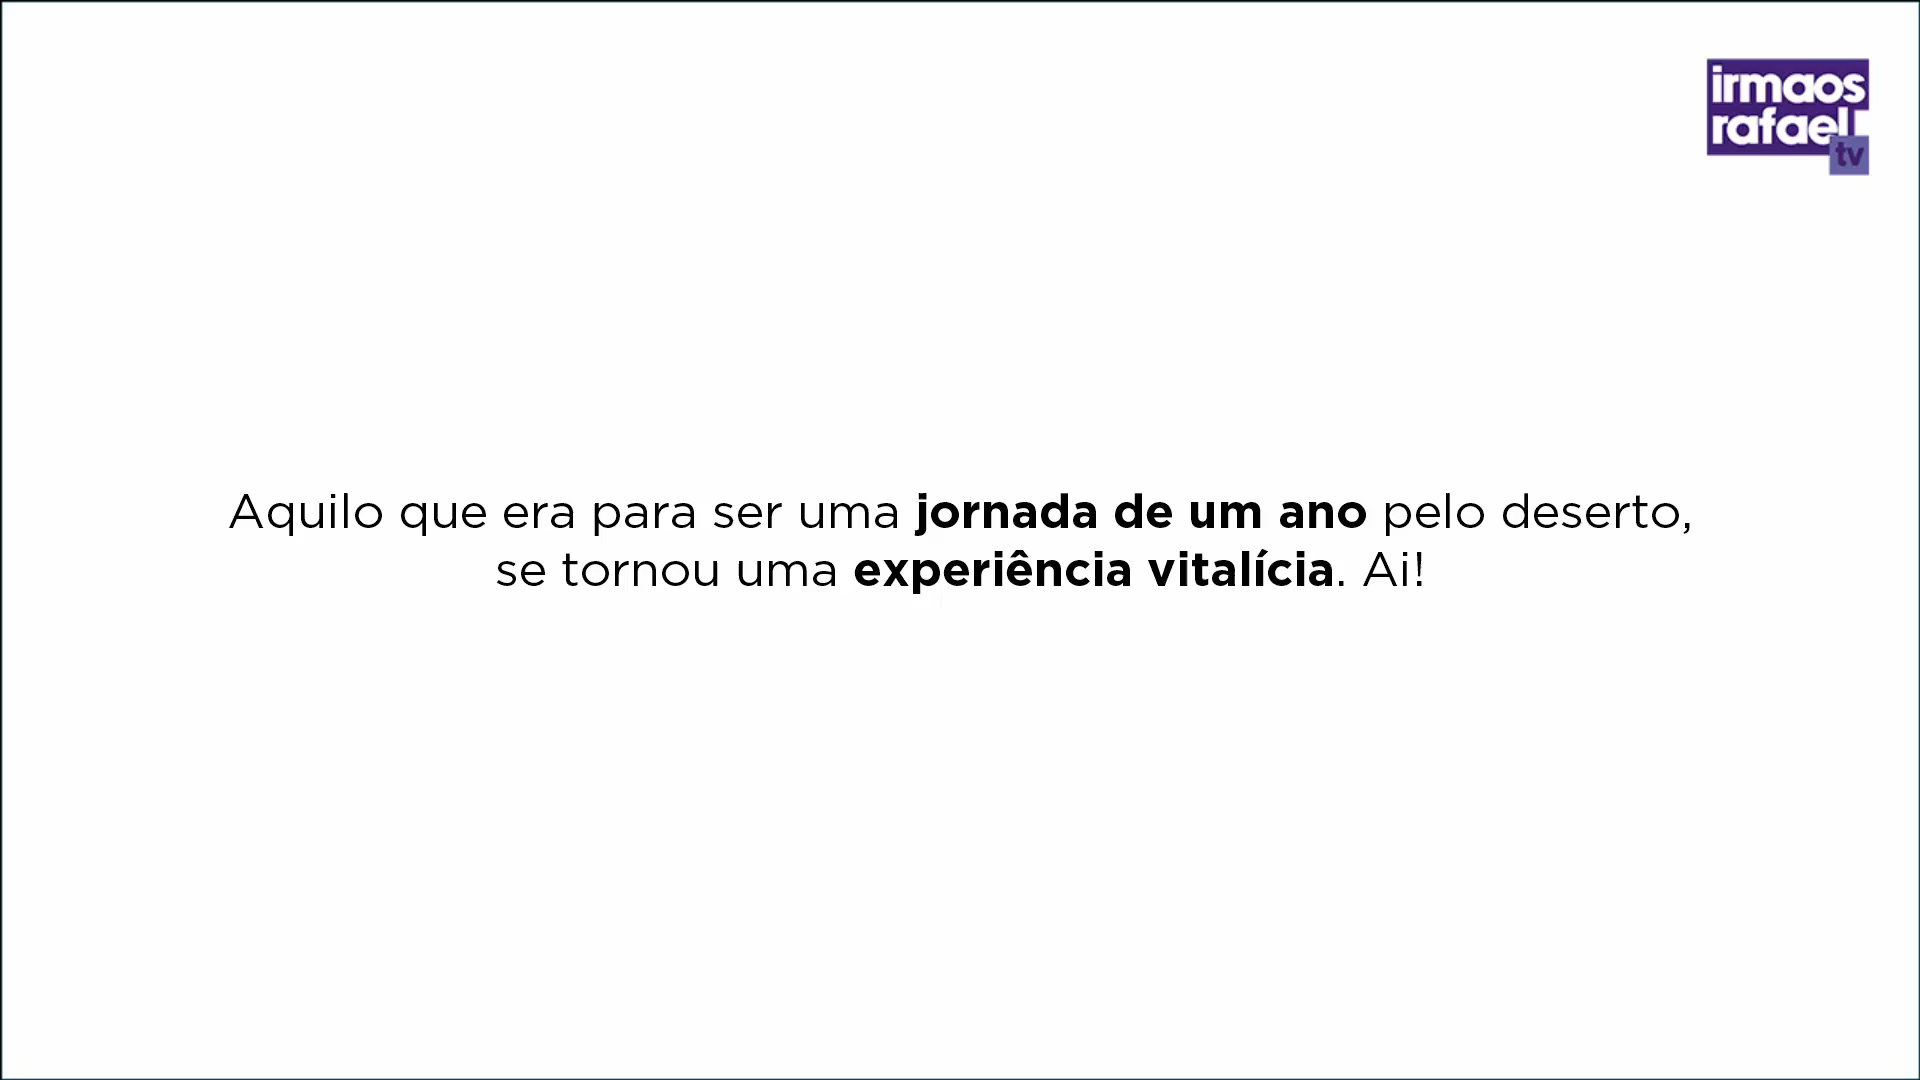 irmaos
rafael
tv
Aquilo que era para ser uma jornada de um ano pelo deserto,
se tornou uma experiência vitalícia. Ai!